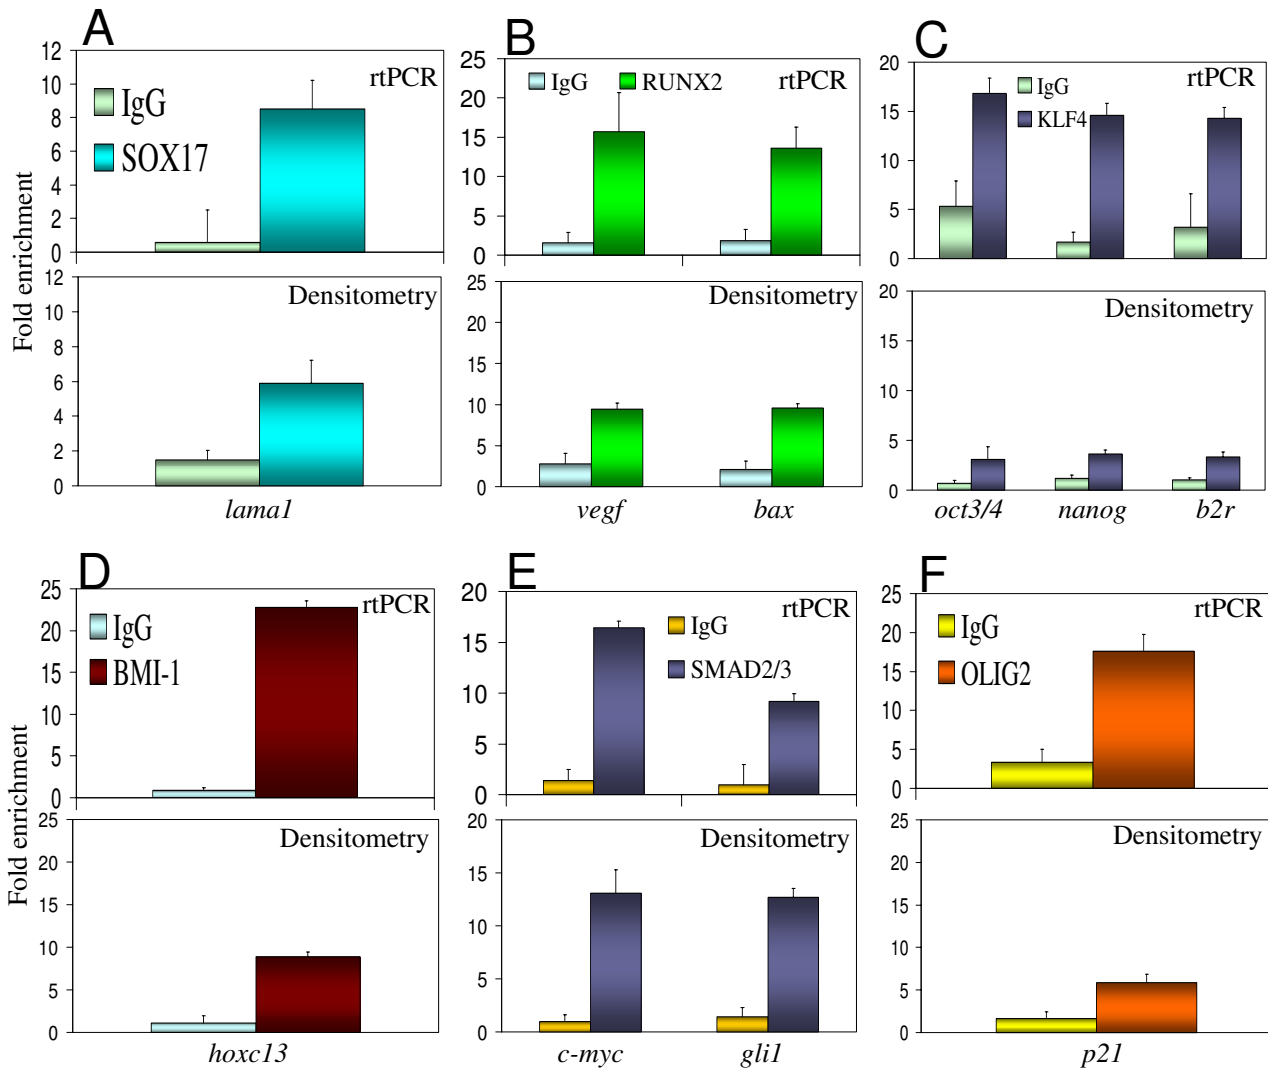 A
12
10
8
6
4
2
0
rtPCR
IgG
SOX17
Fold enrichment
12
10
8
6
4
2
0
Densitometry
lama1
B
25
20
15
10
5
0
IgG
RUNX2
rtPCR
25
20
15
10
5
0
Densitometry
vegf
bax
C
20
15
10
5
0
IgG
KLF4
rtPCR
20
15
10
5
0
Densitometry
oct3/4
nanog
b2r
D
25
20
15
10
5
0
IgG
BMI-1
rtPCR
Fold enrichment
25
20
15
10
5
0
Densitometry
hoxc13
E
20
15
10
5
0
rtPCR
IgG
SMAD2/3
20
15
10
5
0
Densitometry
c-myc
gli1
F
25
20
15
10
5
0
rtPCR
IgG
OLIG2
25
20
15
10
5
0
Densitometry
p21